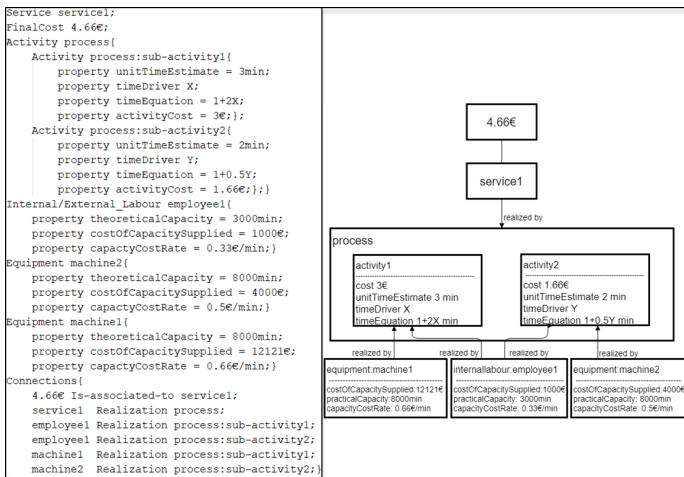 Service service1;
FinalCost 4.66€;
Activity process{
Activity process:sub-activity1{
property unitTimeEstimate = 3min;
property timeDriver X;
property timeEquation = 1+2X;
property activityCost = 3€;};
Activity process:sub-activity2{
property unitTimeEstimate = 2min;
property timeDriver Y;
property timeEquation = 1+0.5Y;
property activityCost = 1.66€;};}
Internal/External_Labour employee1{
property theoreticalCapacity = 3000min;
property costOfCapacitySupplied = 1000€;
property capactyCostRate = 0.33€/min;}
Equipment machine2{
property theoreticalCapacity = 8000min;
property costOfCapacitySupplied = 4000€;
property capactyCostRate = 0.5€/min;}
Equipment machine1{
property theoreticalCapacity = 8000min;
property costOfCapacitySupplied = 12121€;
property capactyCostRate = 0.66€/min;}
Connections{
4.66€ Is-associated-to service1;
service1 Realization process;
employee1 Realization process:sub-activity1;
employee1 Realization process:sub-activity2;
machine1 Realization process:sub-activity1;
machine2 Realization process:sub-activity2;}
4.66€
service1
realized by
process
activity1
cost 3€
unitTimeEstimate 3 min
timeDriver X
timeEquation 1+2X min
activity2
cost 1.66€
unitTimeEstimate 2 min
timeDriver Y
timeEquation 1+0.5Y min
realized by
realized by
realized by
realized by
equipment:machine1
costOfCapacitySupplied:12121€
practicalCapacity:8000min
capacityCostRate: 0.66€/min
internallabour:employee1
costOfCapacitySupplied:1000€
practicalCapacity: 3000min
capacityCostRate: 0.33€/min
equipment:machine2
costOfCapacitySupplied:4000€
practicalCapacity: 8000min
capacityCostRate: 0.5€/min